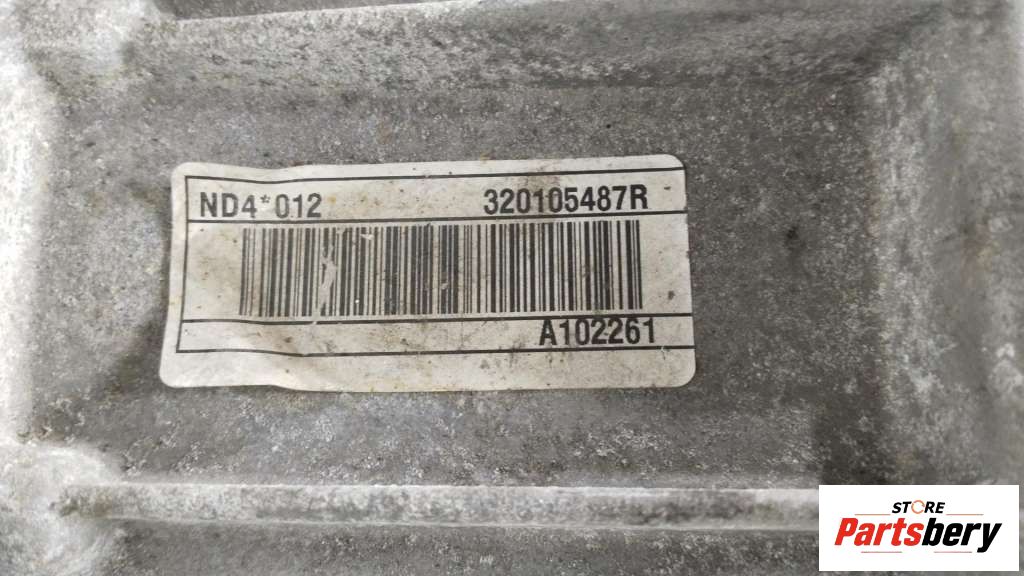 ND4*012 320105487R
A102261
STORE
Partsbery